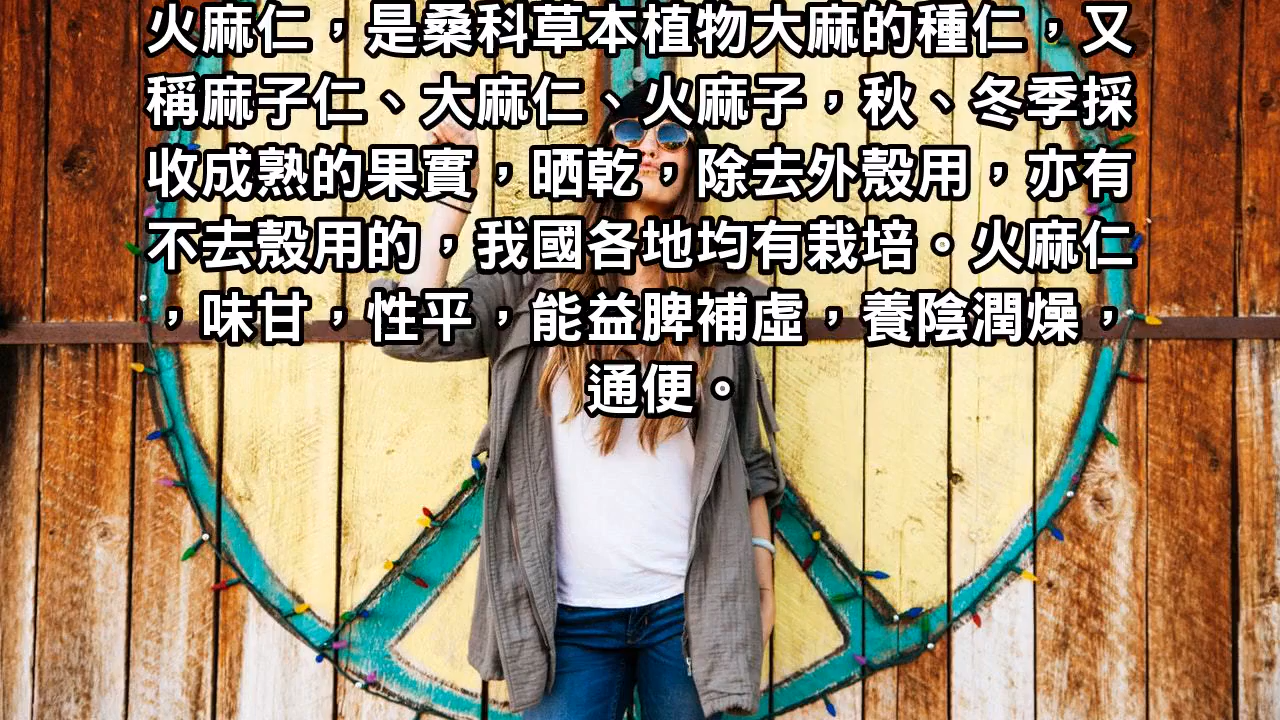 火麻仁，是桑科草本植物大麻的種仁，又
稱麻子仁、大麻仁、火麻子，秋、冬季採
收成熟的果實，晒乾，除去外殼用，亦有
不去殼用的，我國各地均有栽培。火麻仁
，味甘，性平，能益脾補虛，養陰潤燥，
通便。